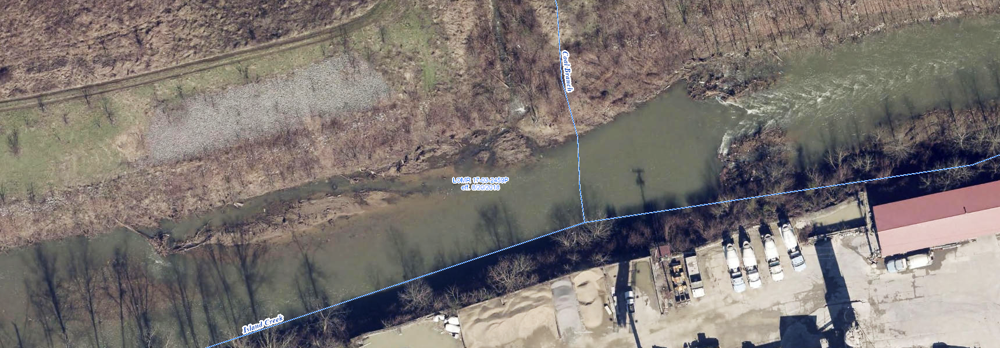 Coal Branch
LOMR 17-03-2459P
eff. 8/20/2018
Island Creek